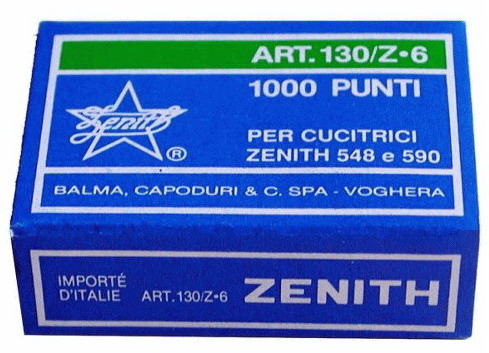 ART. 130/Z•6
1000 PUNTI
Zenith
®
PER CUCITRICI
ZENITH 548 e 590
BALMA, CAPODURI & C. SPA - VOGHERA
IMPORTÉ
D'ITALIE
ART.130/Z•6
ZENITH